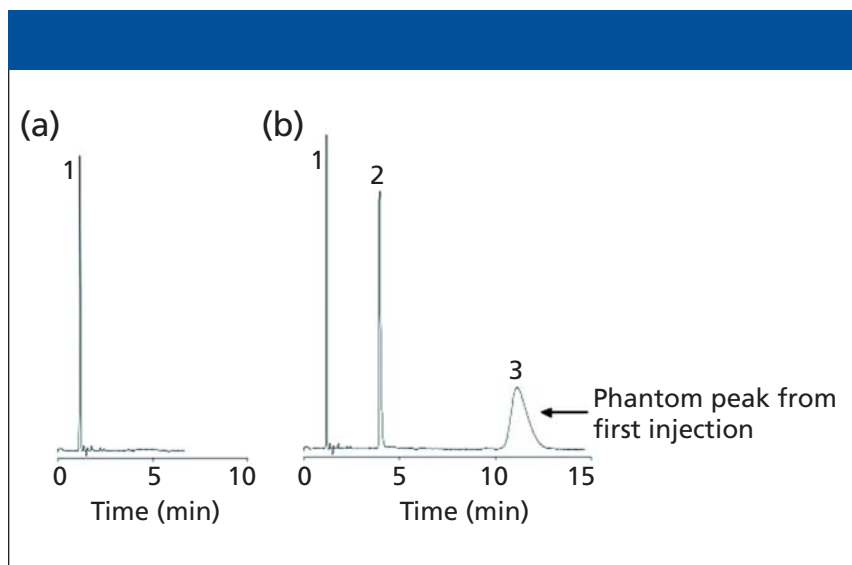 (a)
1
0 5 10
Time (min)
(b)
1
2
3
Phantom peak from
first injection
0 5 10 15
Time (min)